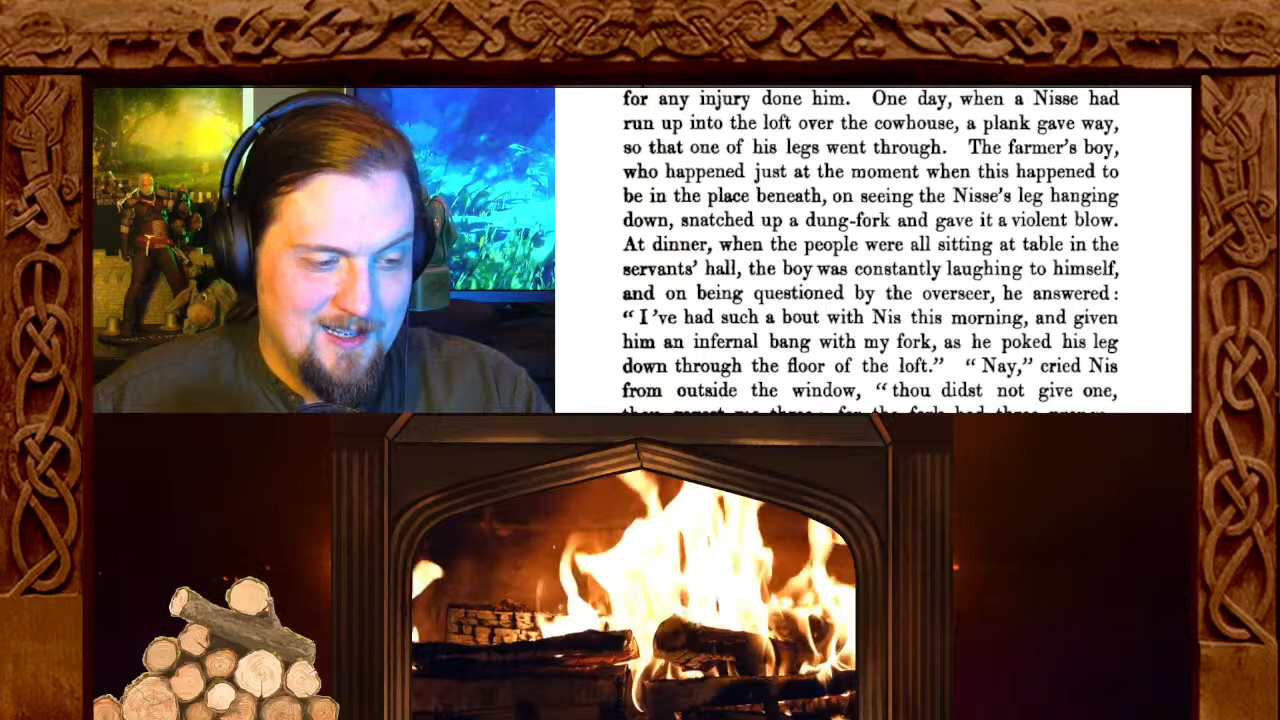 for any injury done him. One day, when a Nisse had
run up into the loft over the cowhouse, a plank gave way,
so that one of his legs went through. The farmer's boy,
who happened just at the moment when this happened to
be in the place beneath, on seeing the Nisse's leg hanging
down, snatched up a dung-fork and gave it a violent blow.
At dinner, when the people were all sitting at table in the
servants' hall, the boy was constantly laughing to himself,
and on being questioned by the overseer, he answered:
“I 've had such a bout with Nis this morning, and given
him an infernal bang with my fork, as he poked his leg
down through the floor of the loft.” “Nay,” cried Nis
from outside the window, “thou didst not give one,